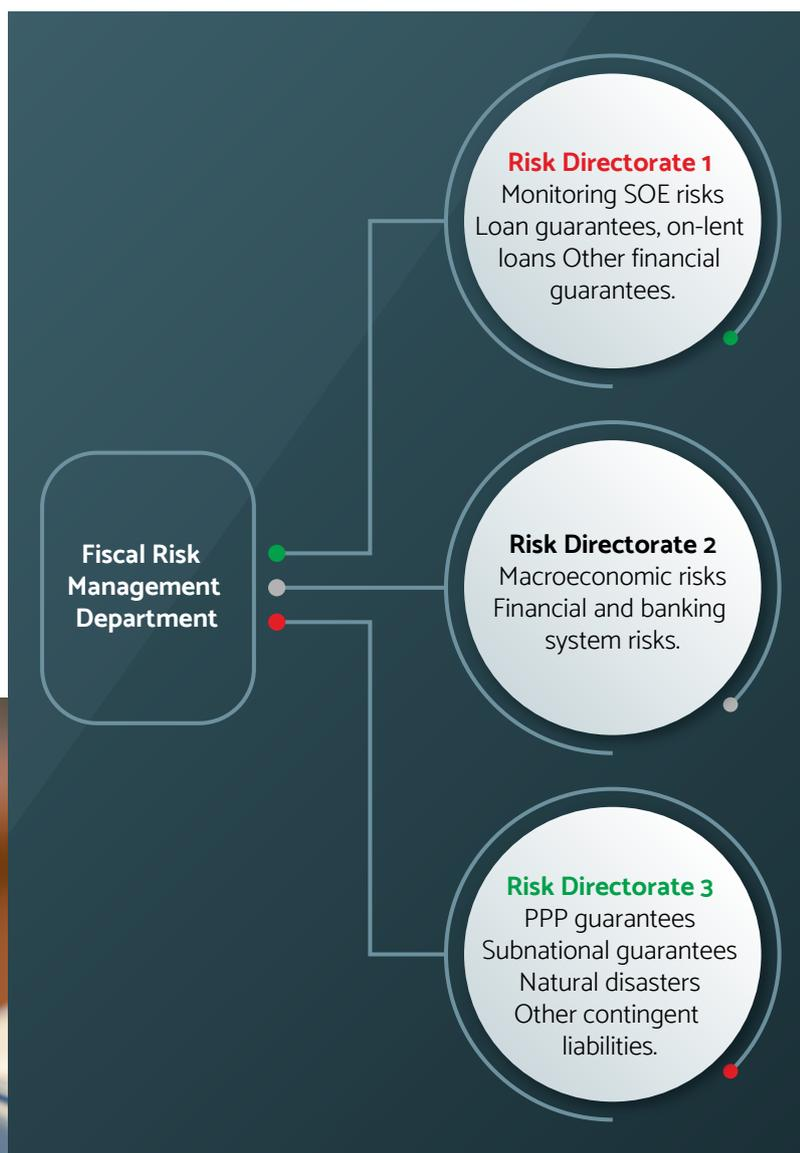 Fiscal Risk
Management
Department
Risk Directorate 1
Monitoring SOE risks
Loan guarantees, on-lent
loans Other financial
guarantees.
Risk Directorate 2
Macroeconomic risks
Financial and banking
system risks.
Risk Directorate 3
PPP guarantees
Subnational guarantees
Natural disasters
Other contingent
liabilities.